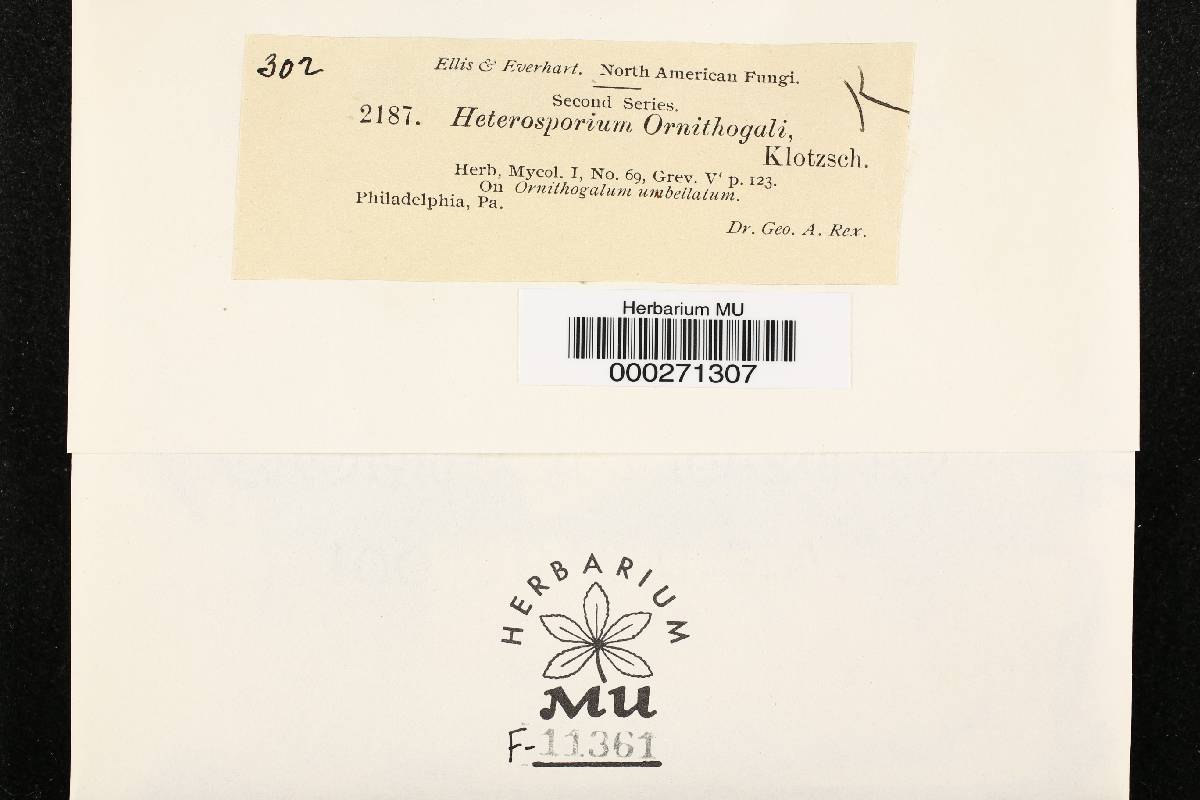 302
Ellis & Everhart. North American Fungi.
Second Series.
2187. Heterosporium Ornithogali,
Klotzsch.
Herb, Mycol. I, No. 69, Grev. V' p. 123.
On Ornithogalum umbellatum.
Philadelphia, Pa.
Dr. Geo. A. Rex.
K
Herbarium MU
000271307
HERBARIUM
MU
F-11361